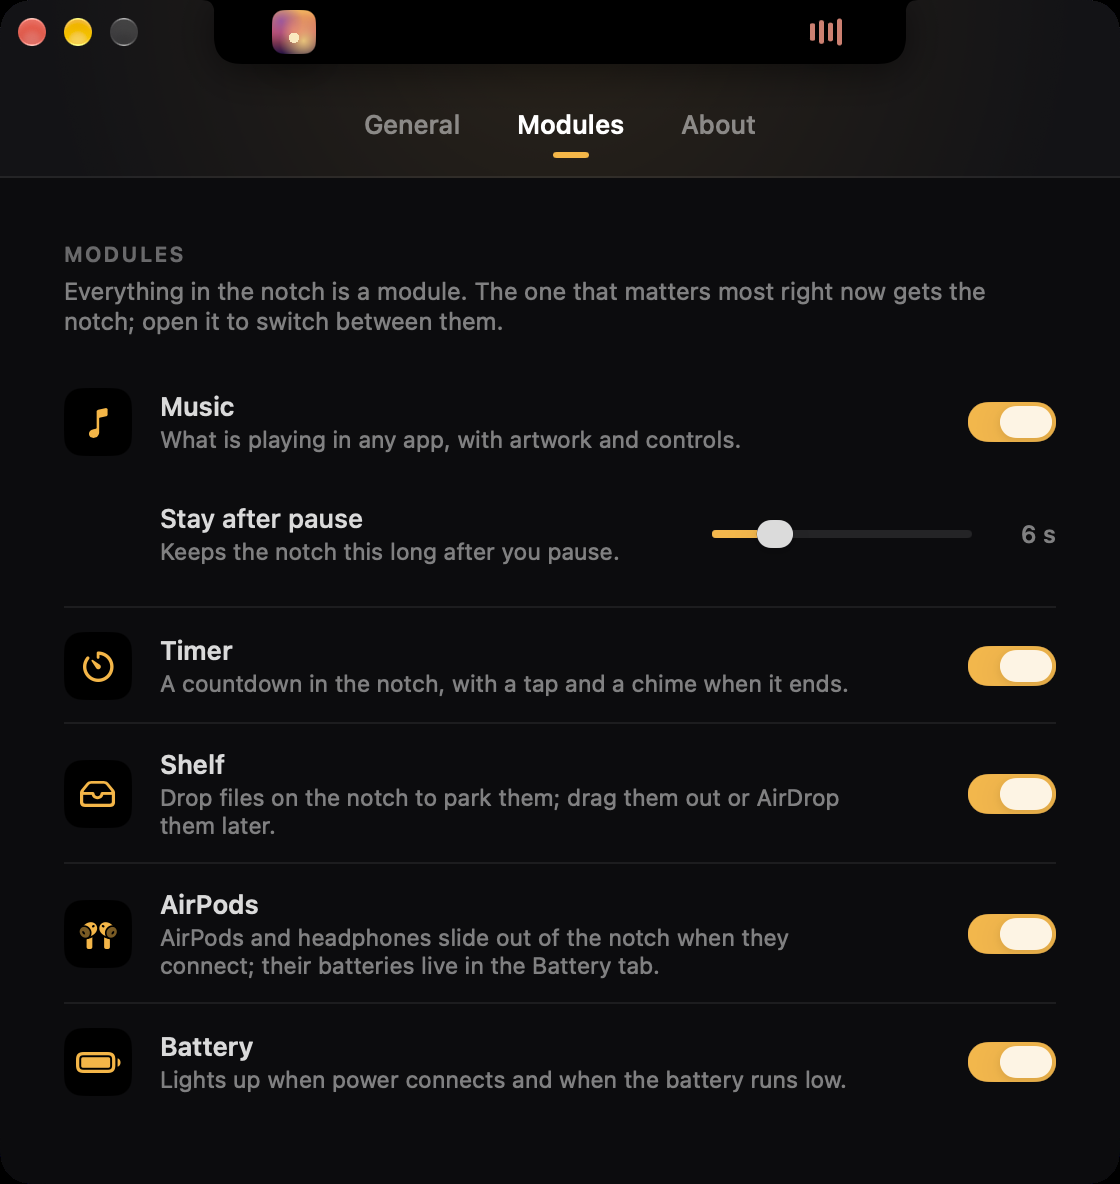 General Modules About
MODULES
Everything in the notch is a module. The one that matters most right now gets the
notch; open it to switch between them.
Music
What is playing in any app, with artwork and controls.
Stay after pause
Keeps the notch this long after you pause.
6 s
Timer
A countdown in the notch, with a tap and a chime when it ends.
Shelf
Drop files on the notch to park them; drag them out or AirDrop
them later.
AirPods
AirPods and headphones slide out of the notch when they
connect; their batteries live in the Battery tab.
Battery
Lights up when power connects and when the battery runs low.